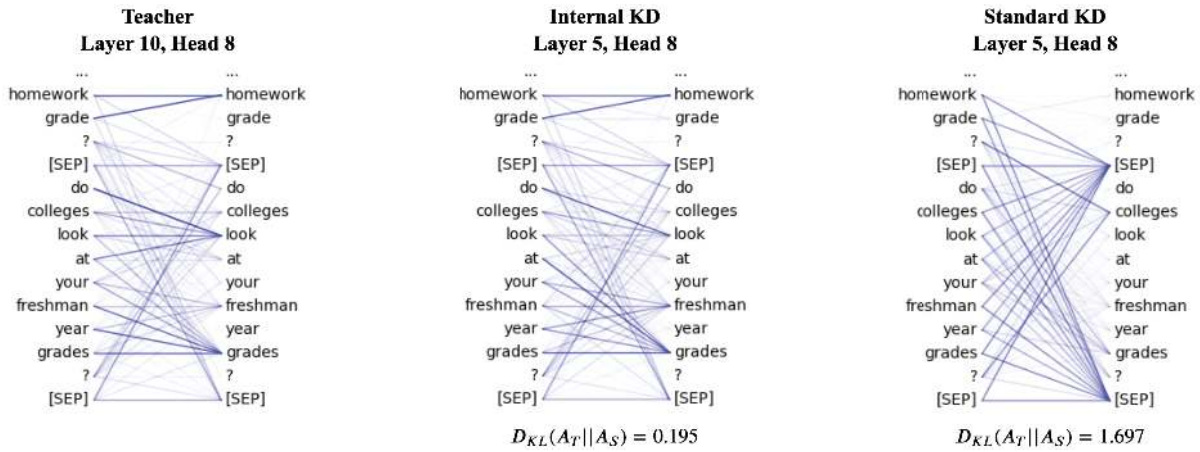 Teacher
Layer 10, Head 8
... ...
homework homework
grade grade
? ?
[SEP] [SEP]
do do
colleges colleges
look look
at at
your your
freshman freshman
year year
grades grades
? ?
[SEP] [SEP]
Internal KD
Layer 5, Head 8
... ...
homework homework
grade grade
? ?
[SEP] [SEP]
do do
colleges colleges
look look
at at
your your
freshman freshman
year year
grades grades
? ?
[SEP] [SEP]
D_{KL}(A_T||A_S) = 0.195
Standard KD
Layer 5, Head 8
... ...
homework homework
grade grade
? ?
[SEP] [SEP]
do do
colleges colleges
look look
at at
your your
freshman freshman
year year
grades grades
? ?
[SEP] [SEP]
D_{KL}(A_T||A_S) = 1.697